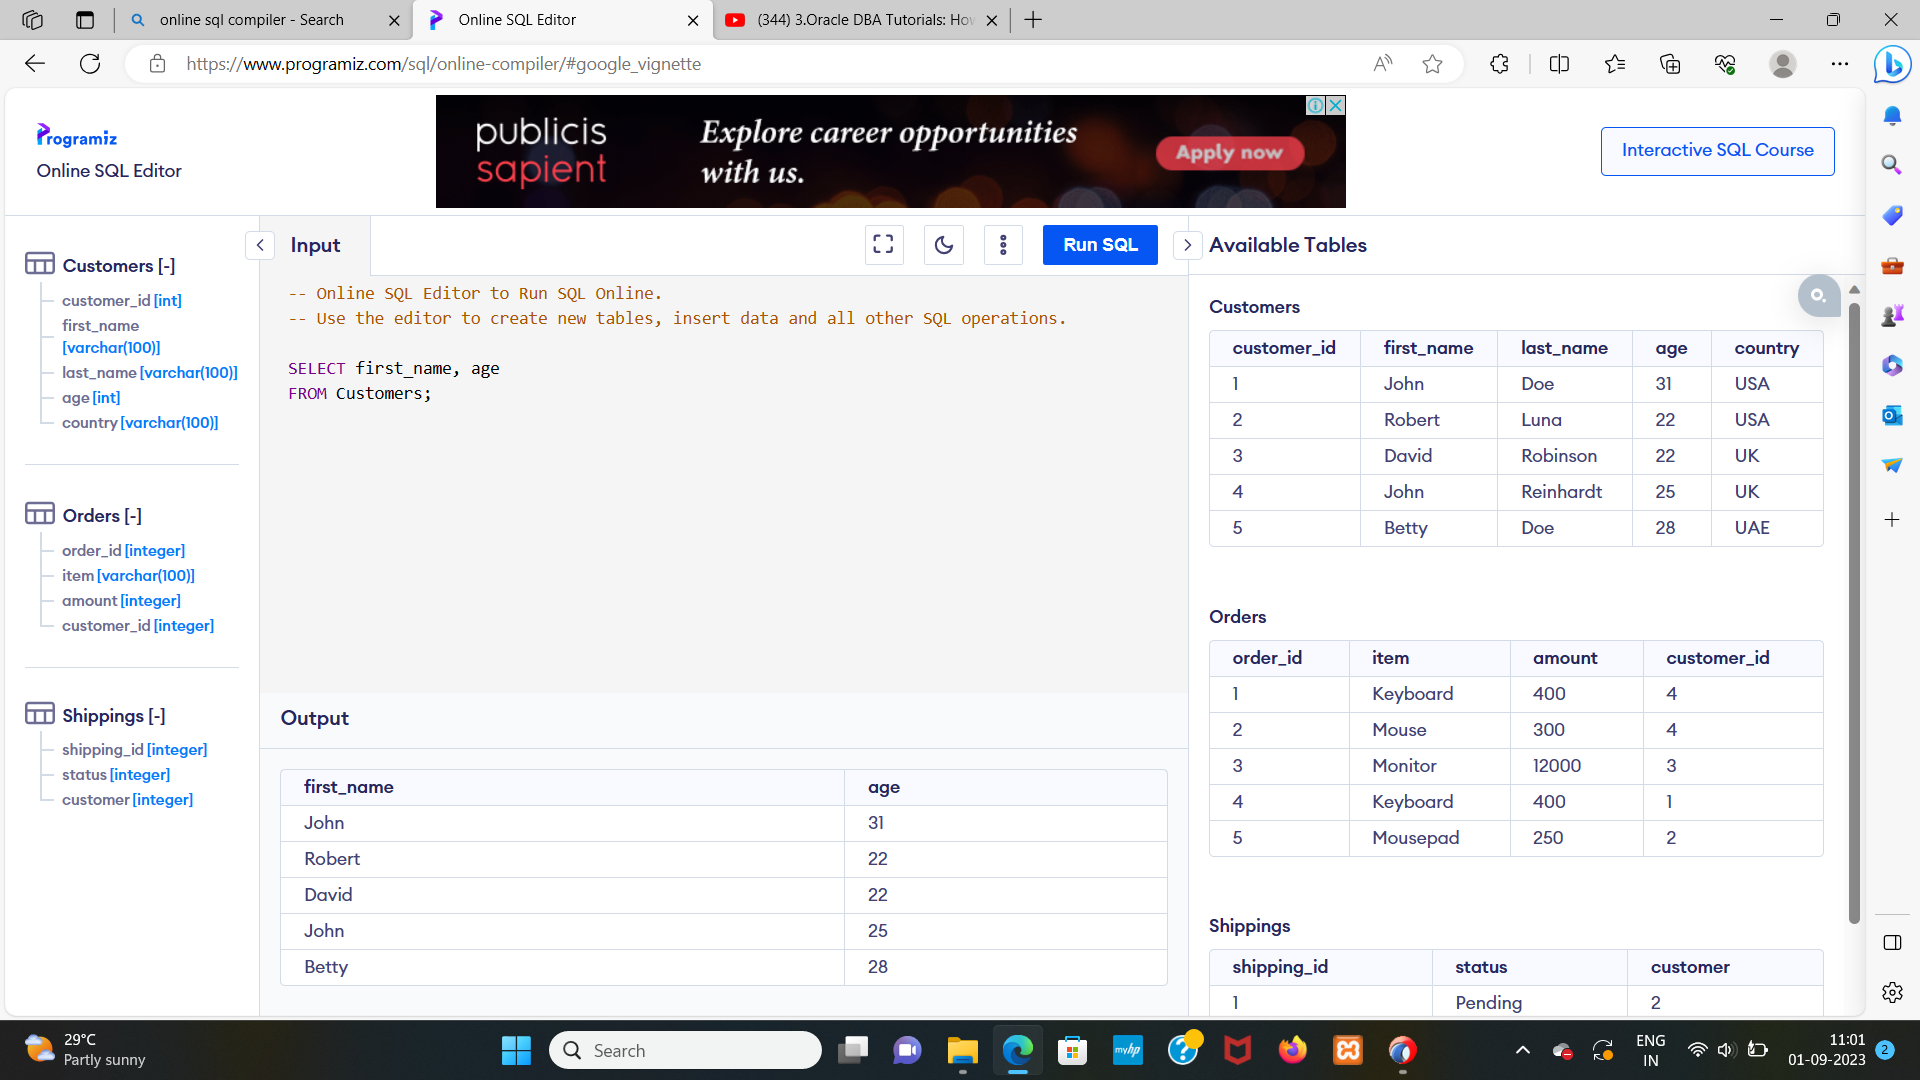 online sql compiler - Search
Online SQL Editor
(344) 3.Oracle DBA Tutorials: How
https://www.programiz.com/sql/online-compiler/#google_vignette
Programiz
Online SQL Editor
publicis
sapient
Explore career opportunities
with us.
Apply now
Interactive SQL Course
Customers [-]
customer_id [int]
first_name
[varchar(100)]
last_name [varchar(100)]
age [int]
country [varchar(100)]
Orders [-]
order_id [integer]
item [varchar(100)]
amount [integer]
customer_id [integer]
Shippings [-]
shipping_id [integer]
status [integer]
customer [integer]
Input
Run SQL
-- Online SQL Editor to Run SQL Online.
-- Use the editor to create new tables, insert data and all other SQL operations.
SELECT first_name, age
FROM Customers;
Output
first_name age
John 31
Robert 22
David 22
John 25
Betty 28
Available Tables
Customers
customer_id first_name last_name age country
1 John Doe 31 USA
2 Robert Luna 22 USA
3 David Robinson 22 UK
4 John Reinhardt 25 UK
5 Betty Doe 28 UAE
Orders
order_id item amount customer_id
1 Keyboard 400 4
2 Mouse 300 4
3 Monitor 12000 3
4 Keyboard 400 1
5 Mousepad 250 2
Shippings
shipping_id status customer
1 Pending 2
29°C
Partly sunny
Search
myhp
ENG
IN
11:01
01-09-2023
2